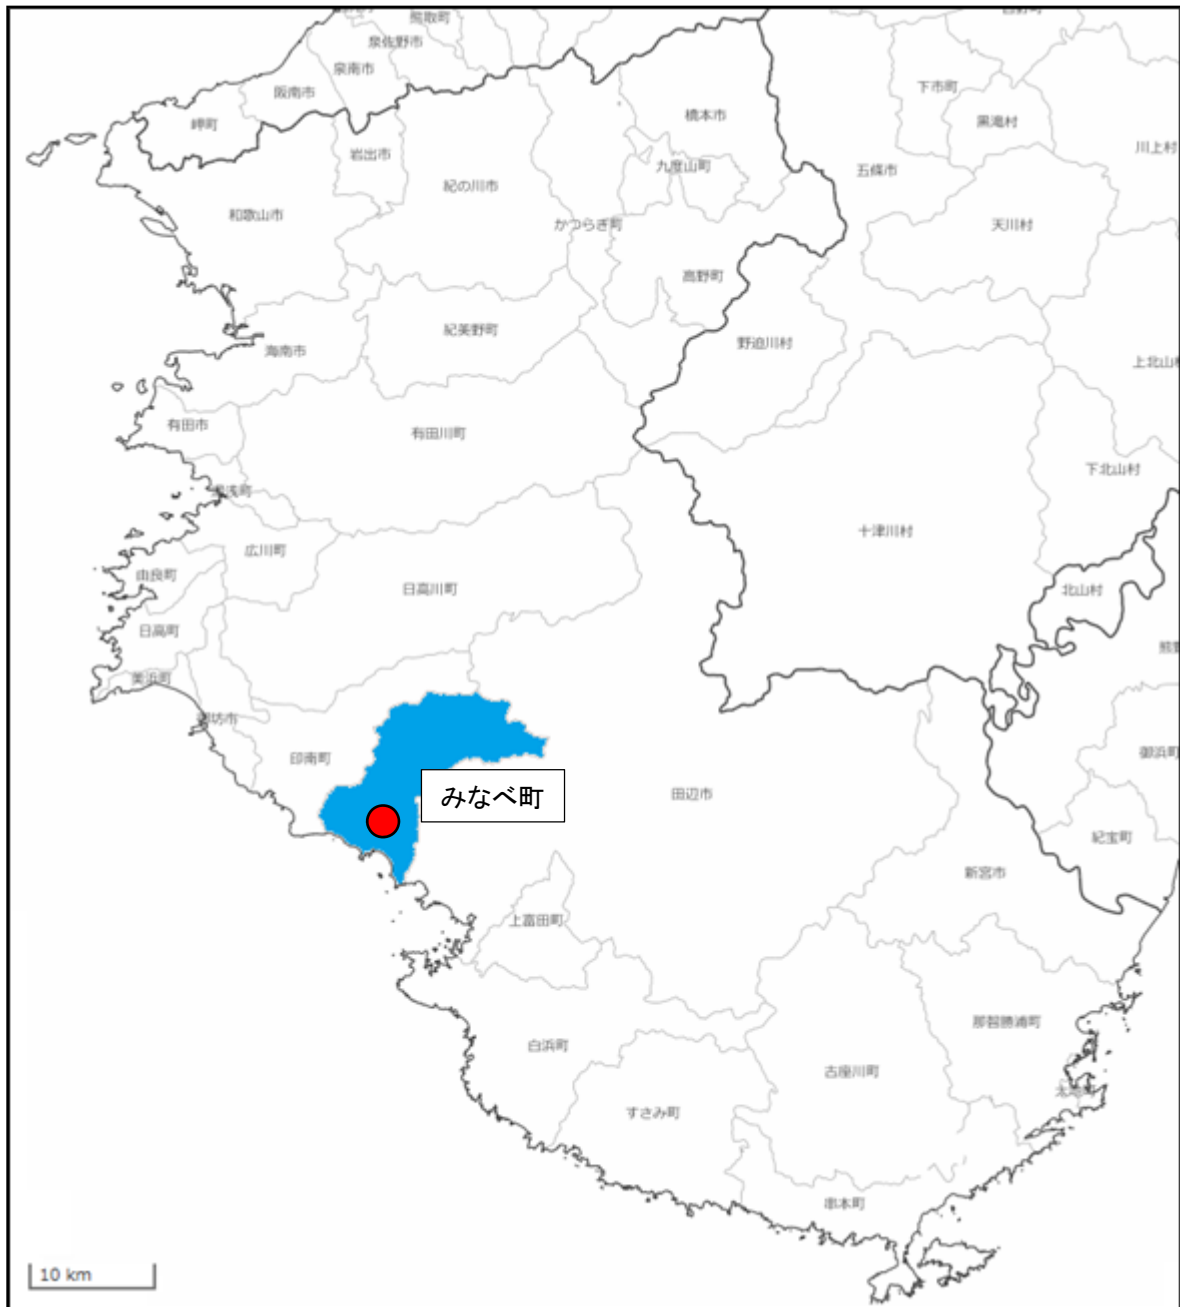 熊取町
泉佐野市
泉南市
阪南市
岬町
橋本市
下市町
黒滝村
川上村
岩出市
紀の川市
九度山町
五條市
和歌山市
かつらぎ町
天川村
高野町
紀美野町
海南市
野迫川村
上北山村
有田市
有田川町
下北山村
湯浅町
十津川村
広川町
由良町
日高川町
北山村
日高町
美浜町
熊野
御坊市
印南町
御浜町
みなべ町
田辺市
紀宝町
新宮市
上富田町
那智勝浦町
白浜町
古座川町
すさみ町
太地町
串本町
10 km